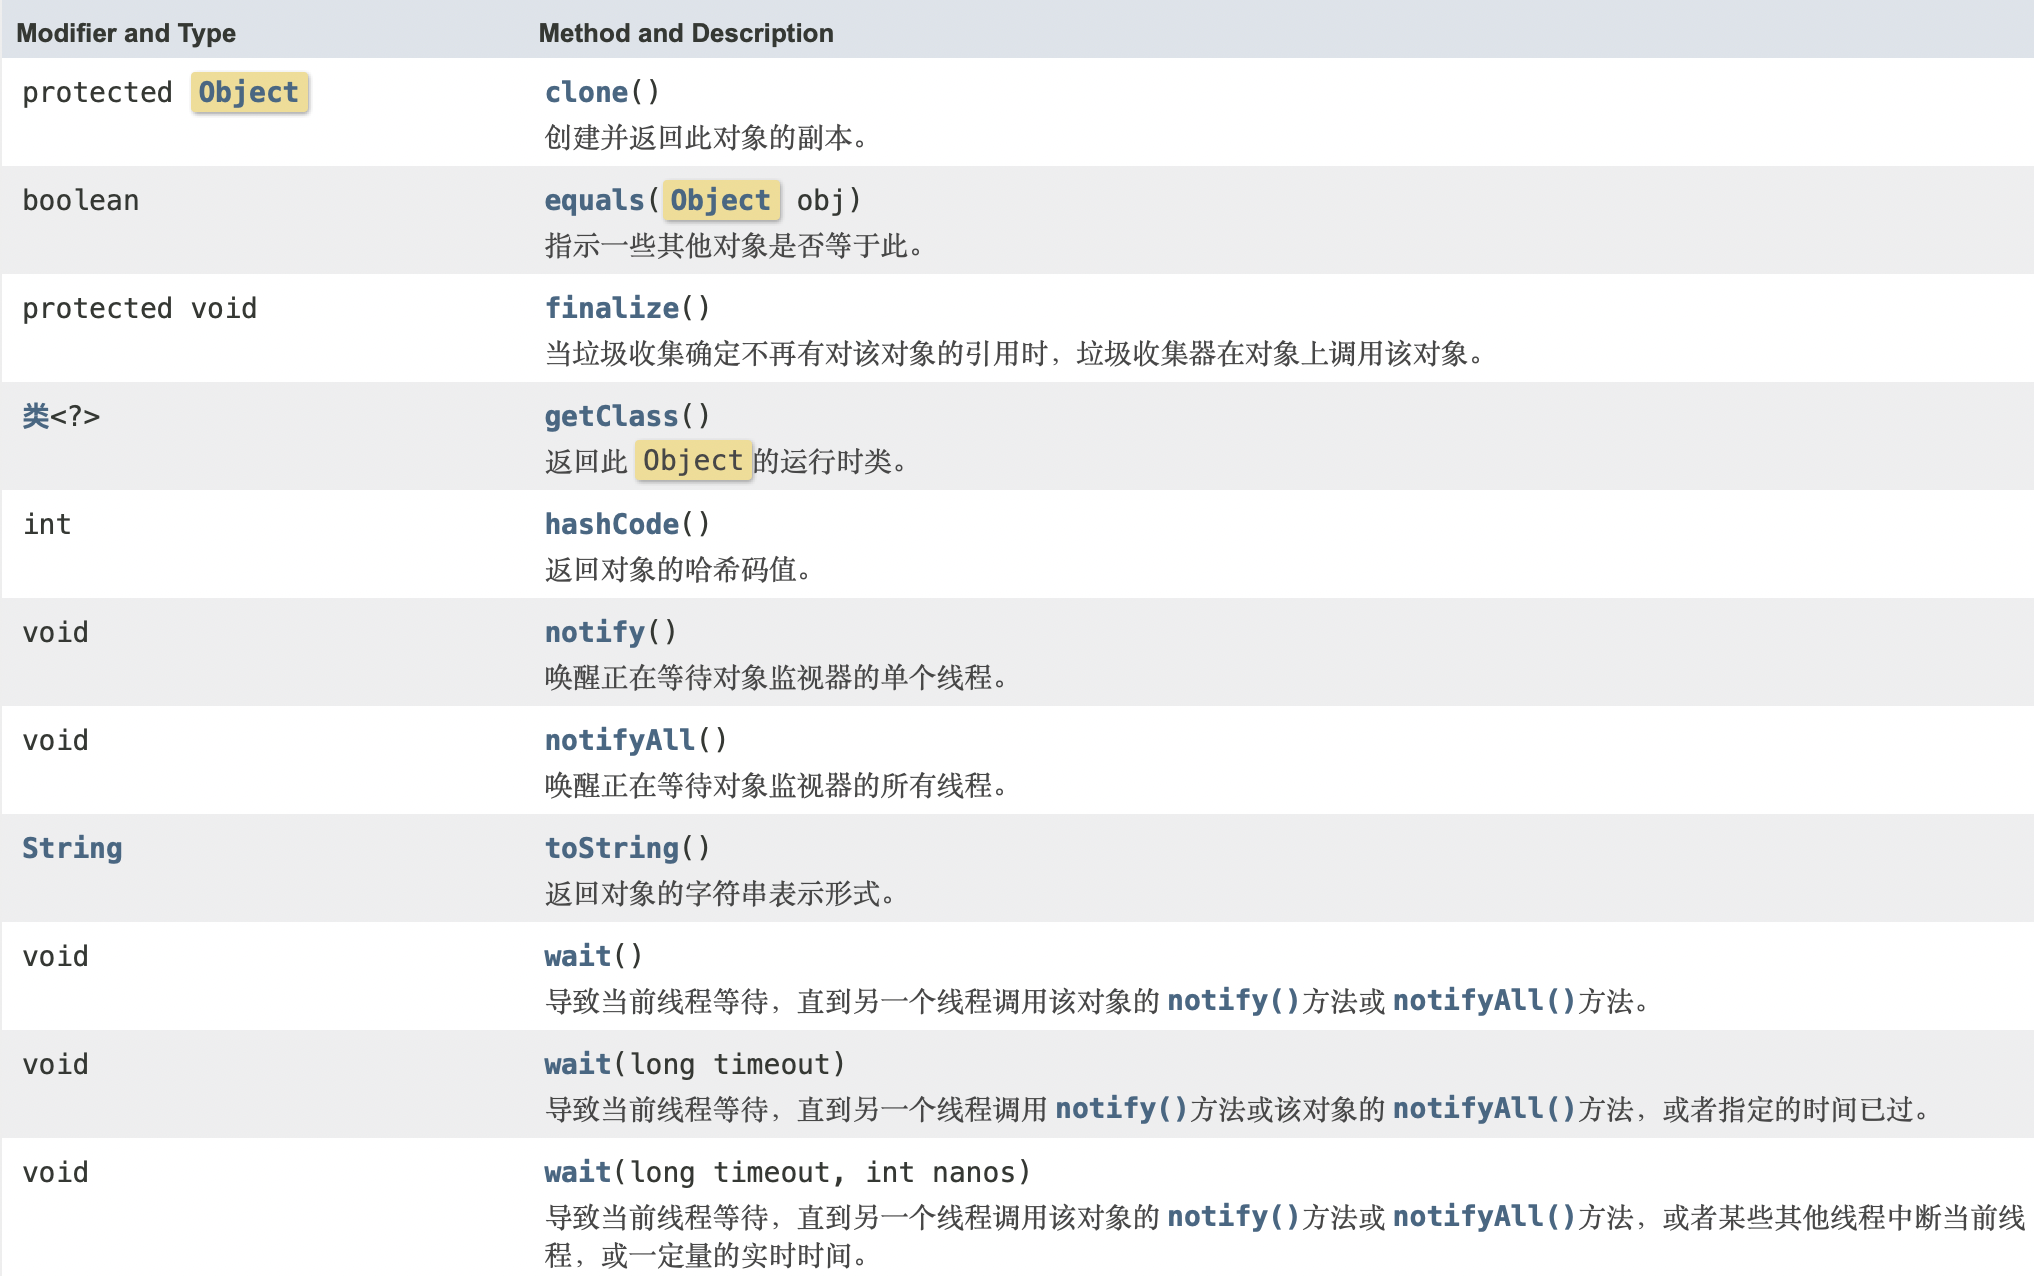 Modifier and Type	Method and Description
protected Object	clone()
创建并返回此对象的副本。
boolean	equals(Object obj)
指示一些其他对象是否等于此。
protected void	finalize()
当垃圾收集确定不再有对该对象的引用时，垃圾收集器在对象上调用该对象。
类<?>	getClass()
返回此 Object的运行时类。
int	hashCode()
返回对象的哈希码值。
void	notify()
唤醒正在等待对象监视器的单个线程。
void	notifyAll()
唤醒正在等待对象监视器的所有线程。
String	toString()
返回对象的字符串表示形式。
void	wait()
导致当前线程等待，直到另一个线程调用该对象的 notify()方法或 notifyAll()方法。
void	wait(long timeout)
导致当前线程等待，直到另一个线程调用 notify()方法或该对象的 notifyAll()方法，或者指定的时间已过。
void	wait(long timeout, int nanos)
导致当前线程等待，直到另一个线程调用该对象的 notify()方法或 notifyAll()方法，或者某些其他线程中断当前线
程，或一定量的实时时间。